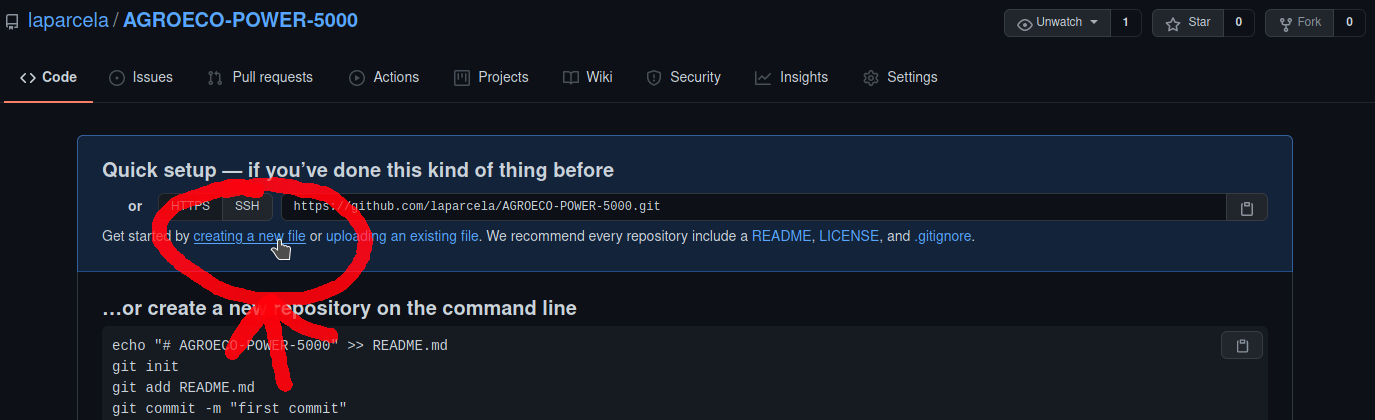 laparcela / AGROECO-POWER-5000
Unwatch 1 Star 0 Fork 0
Code Issues Pull requests Actions Projects Wiki Security Insights Settings
Quick setup — if you’ve done this kind of thing before
or HTTPS SSH https://github.com/laparcela/AGROECO-POWER-5000.git
Get started by creating a new file or uploading an existing file. We recommend every repository include a README, LICENSE, and .gitignore.
…or create a new repository on the command line
echo "# AGROECO-POWER-5000" >> README.md
git init
git add README.md
git commit -m "first commit"